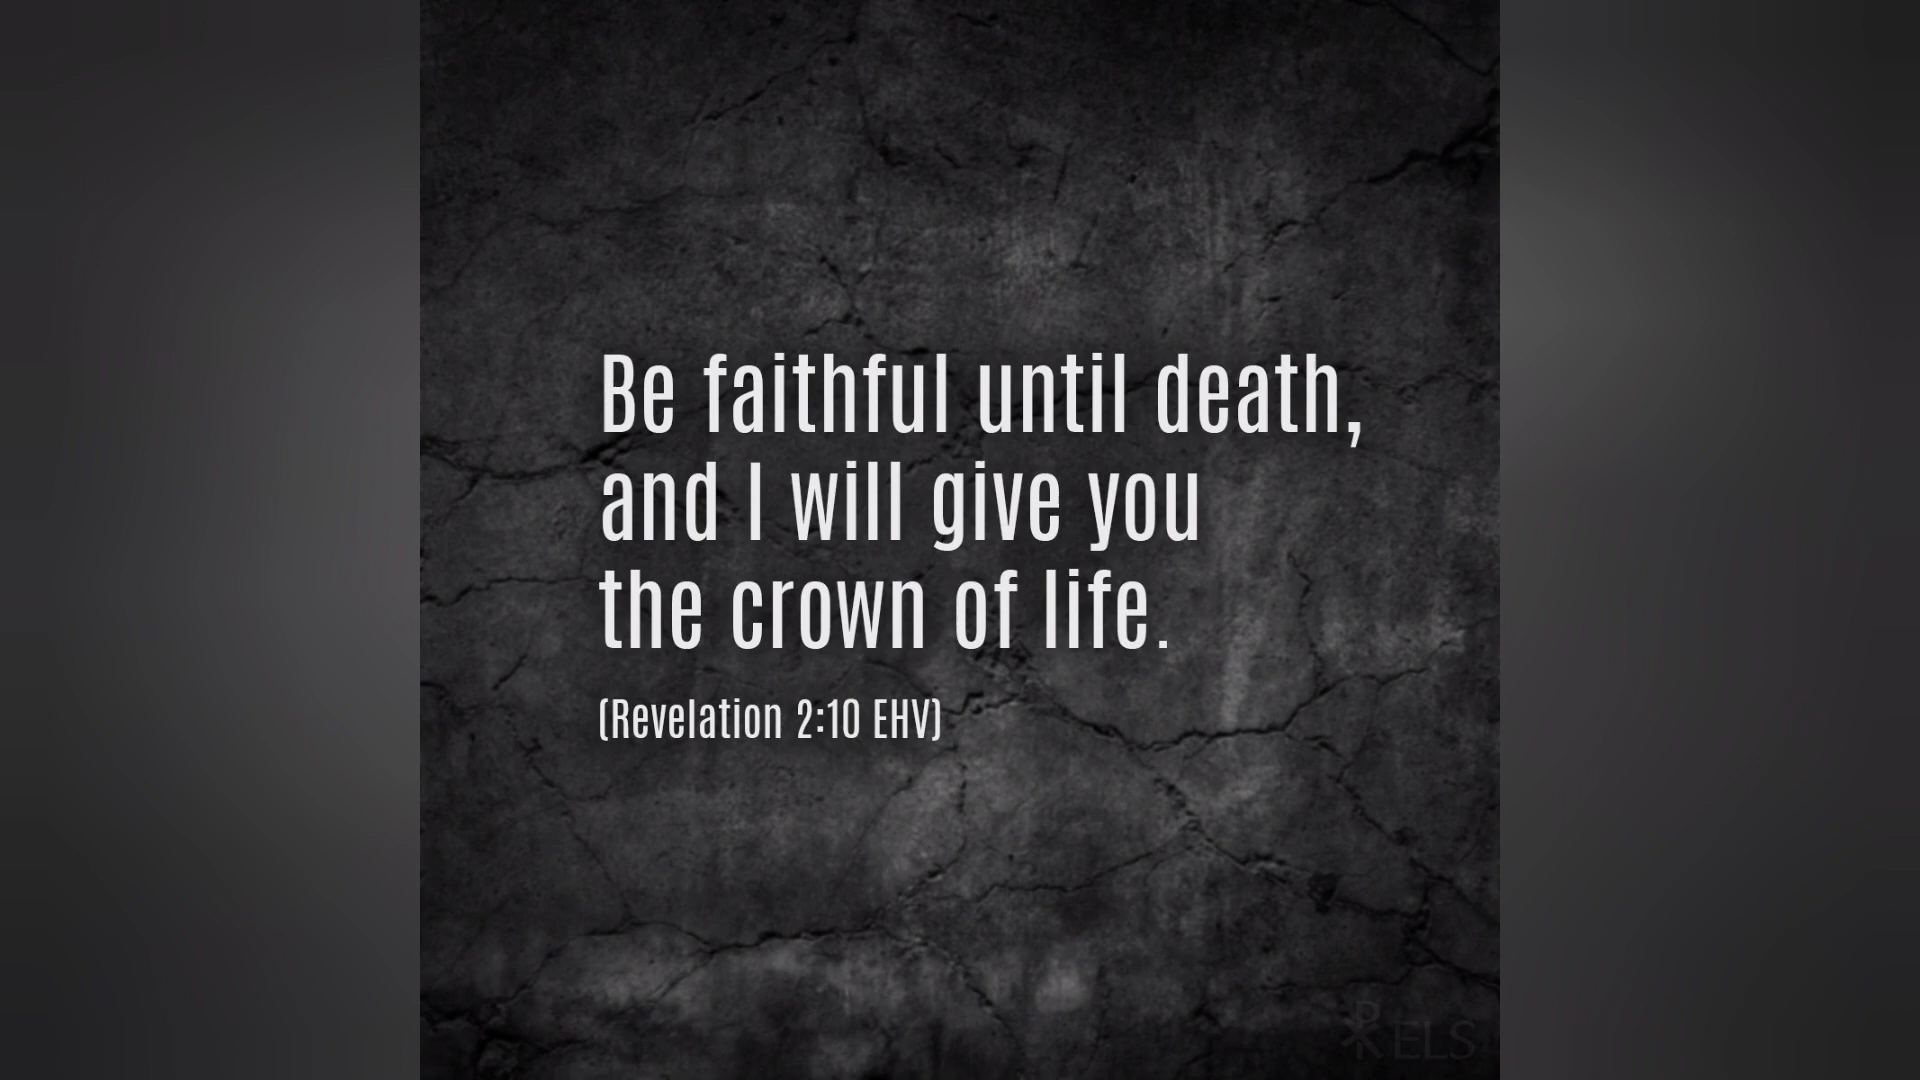 Be faithful until death,
and I will give you
the crown of life.
(Revelation 2:10 EHV)
ELS